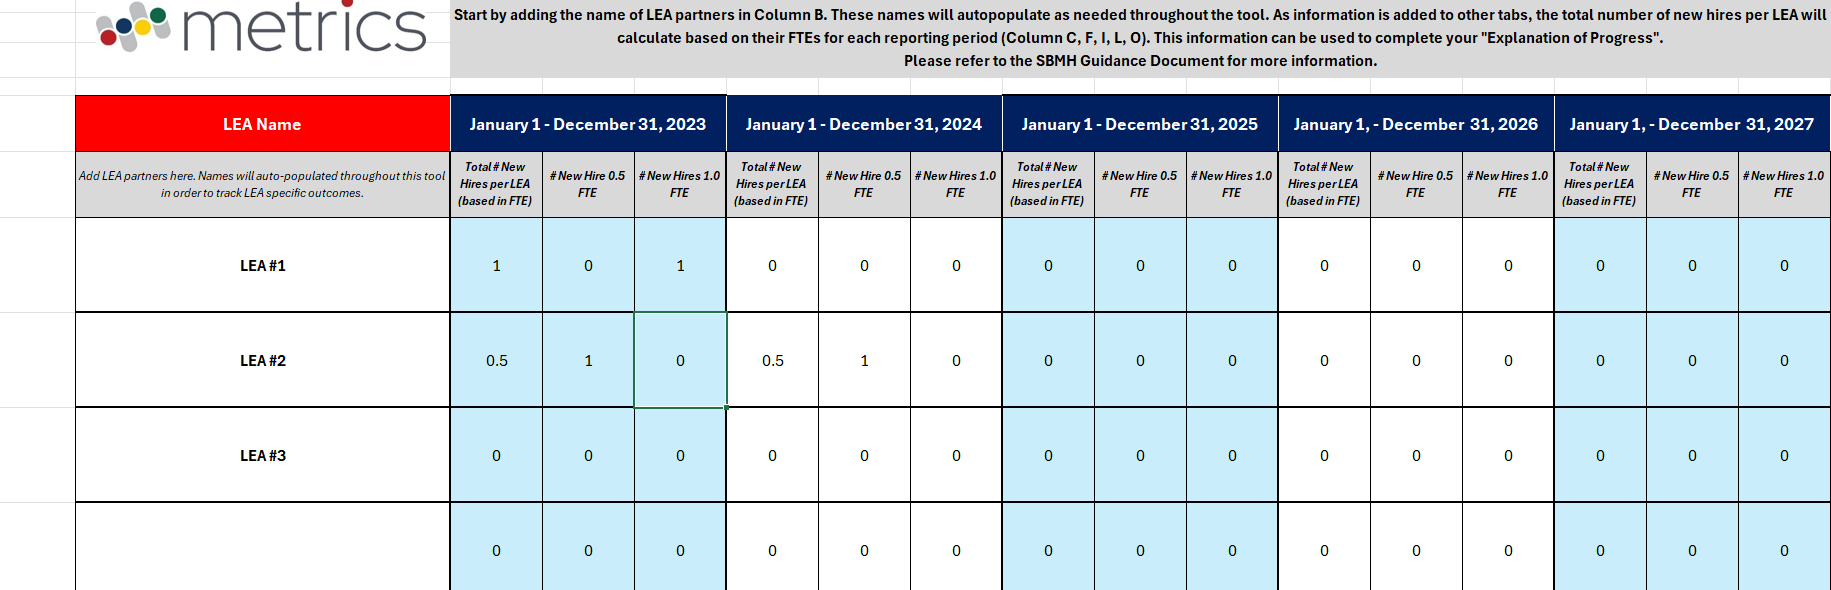 metrics
Start by adding the name of LEA partners in Column B. These names will autopopulate as needed throughout the tool. As information is added to other tabs, the total number of new hires per LEA will
calculate based on their FTEs for each reporting period (Column C, F, I, L, O). This information can be used to complete your "Explanation of Progress".
Please refer to the SBMH Guidance Document for more information.
LEA Name
January 1 - December 31, 2023
January 1 - December 31, 2024
January 1 - December 31, 2025
January 1, - December 31, 2026
January 1, - December 31, 2027
Add LEA partners here. Names will auto-populated throughout this tool
in order to track LEA specific outcomes.
Total # New
Hires per LEA
(based in FTE)
# New Hire 0.5
FTE
# New Hires 1.0
FTE
Total # New
Hires per LEA
(based in FTE)
# New Hire 0.5
FTE
# New Hires 1.0
FTE
Total # New
Hires per LEA
(based in FTE)
# New Hire 0.5
FTE
# New Hires 1.0
FTE
Total # New
Hires per LEA
(based in FTE)
# New Hire 0.5
FTE
# New Hires 1.0
FTE
Total # New
Hires per LEA
(based in FTE)
# New Hire 0.5
FTE
# New Hires 1.0
FTE
LEA #1 1 0 1 0 0 0 0 0 0 0 0 0 0 0 0
LEA #2 0.5 1 0 0.5 1 0 0 0 0 0 0 0 0 0 0
LEA #3 0 0 0 0 0 0 0 0 0 0 0 0 0 0 0
0 0 0 0 0 0 0 0 0 0 0 0 0 0 0